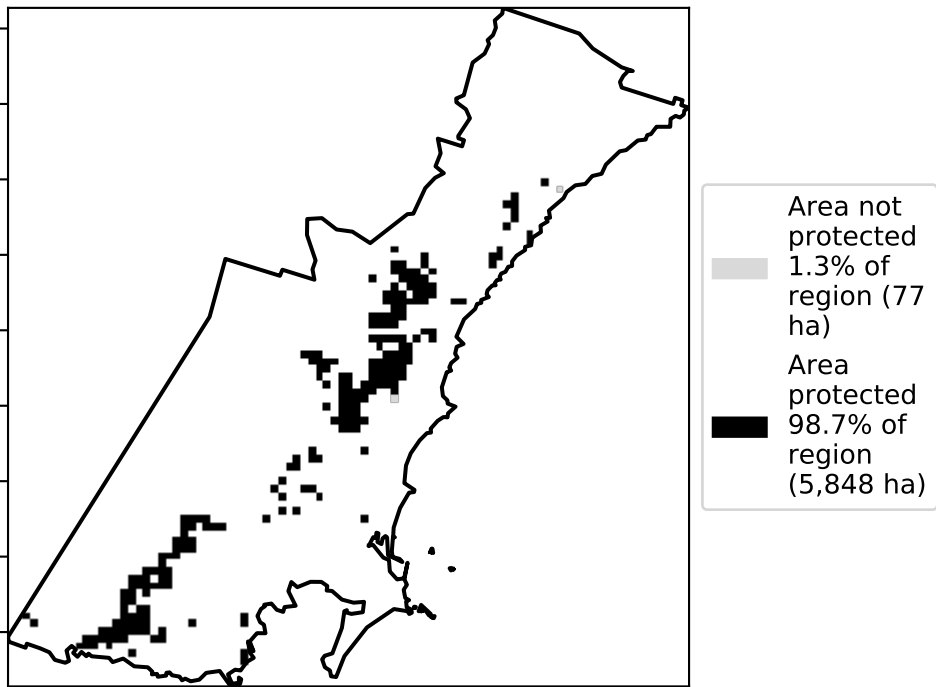 Area not
protected
1.3% of
region (77
ha)
Area
protected
98.7% of
region
(5,848 ha)